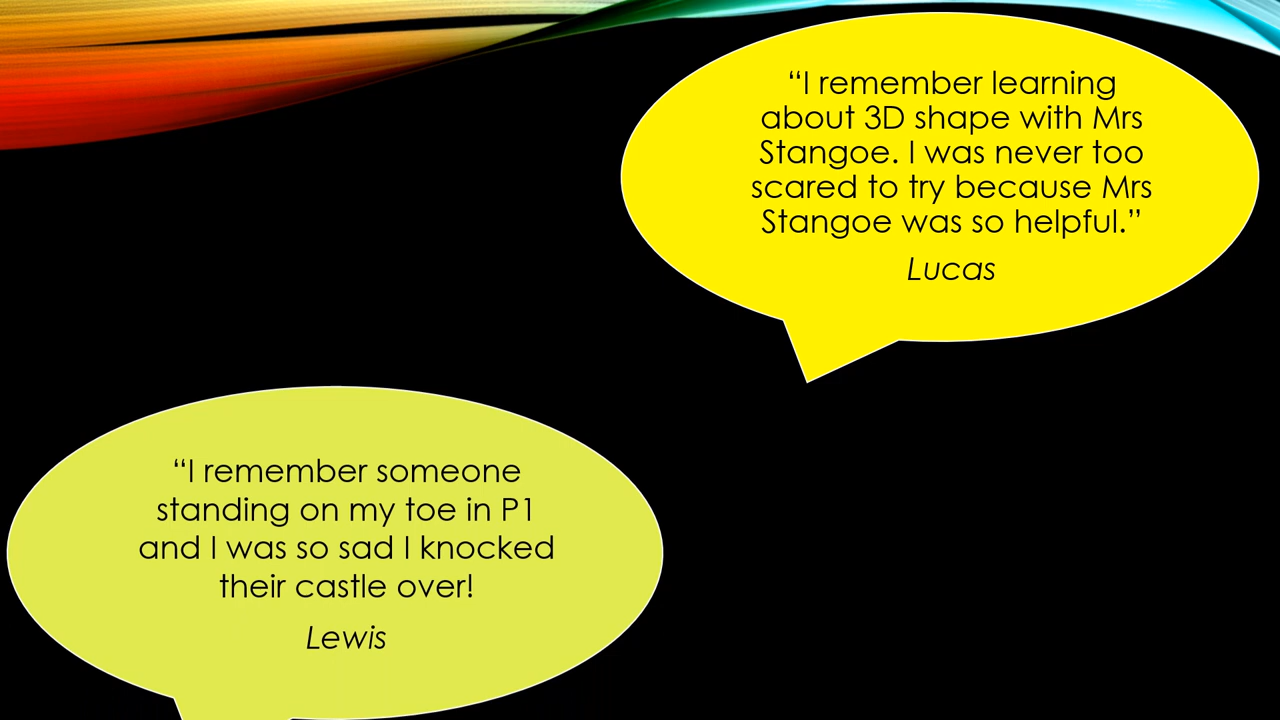 “I remember learning
about 3D shape with Mrs
Stangoe. I was never too
scared to try because Mrs
Stangoe was so helpful.”
Lucas
“I remember someone
standing on my toe in P1
and I was so sad I knocked
their castle over!
Lewis